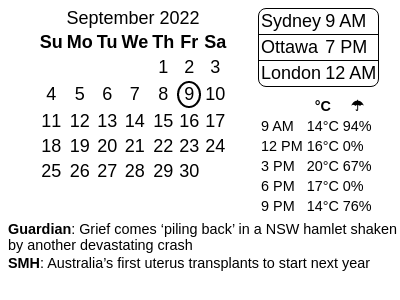 September 2022
Su Mo Tu We Th Fr Sa
1 2 3
4 5 6 7 8 9 10
11 12 13 14 15 16 17
18 19 20 21 22 23 24
25 26 27 28 29 30
Sydney 9 AM
Ottawa 7 PM
London 12 AM
°C ☂
9 AM 14°C 94%
12 PM 16°C 0%
3 PM 20°C 67%
6 PM 17°C 0%
9 PM 14°C 76%
Guardian: Grief comes ‘piling back’ in a NSW hamlet shaken
by another devastating crash
SMH: Australia’s first uterus transplants to start next year